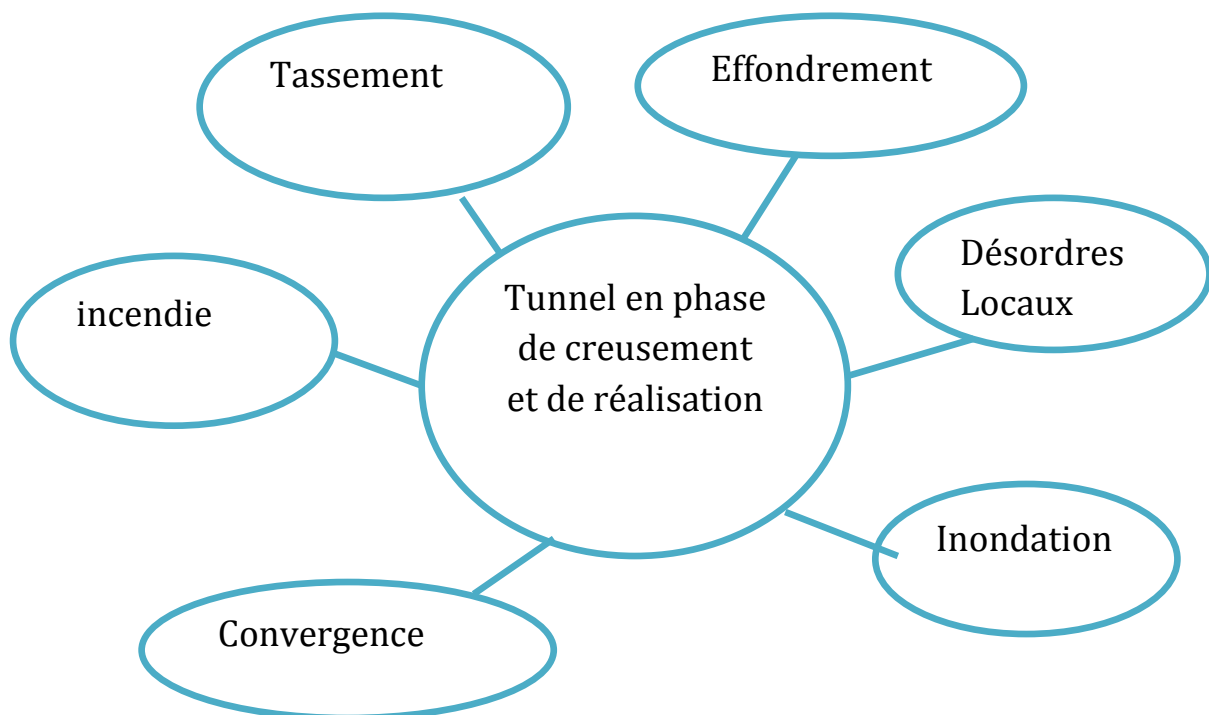 Tassement
Effondrement
Désordres
Locaux
incendie
Tunnel en phase
de creusement
et de réalisation
Inondation
Convergence